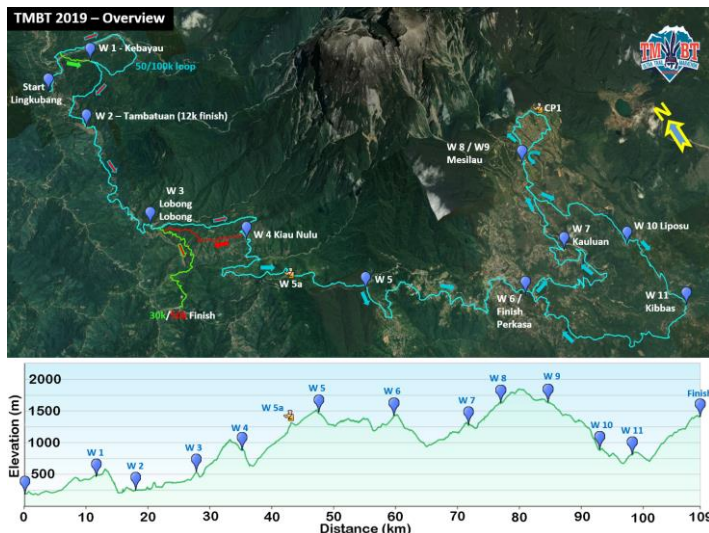 TMBT 2019 – Overview
W 1 - Kebayau
50/100k loop
Start
Lingkubang
W 2 – Tambatuan (12k finish)
TMBT
N
CP1
W 8 / W9
Mesilau
W 3
Lobong
Lobong
W 4 Kiau Nulu
W 7
Kauluan
W 10 Liposu
W 5a
W 5
W 6 /
Finish
Perkasa
W 11
Kibbas
30k/ Finish
Elevation (m)
2000
1500
1000
500
W 1
W 2
W 3
W 4
W 5a
W 5
W 6
W 7
W 8
W 9
W 10
W 11
Finish
0
10
20
30
40
50
60
70
80
90
100
109
Distance (km)